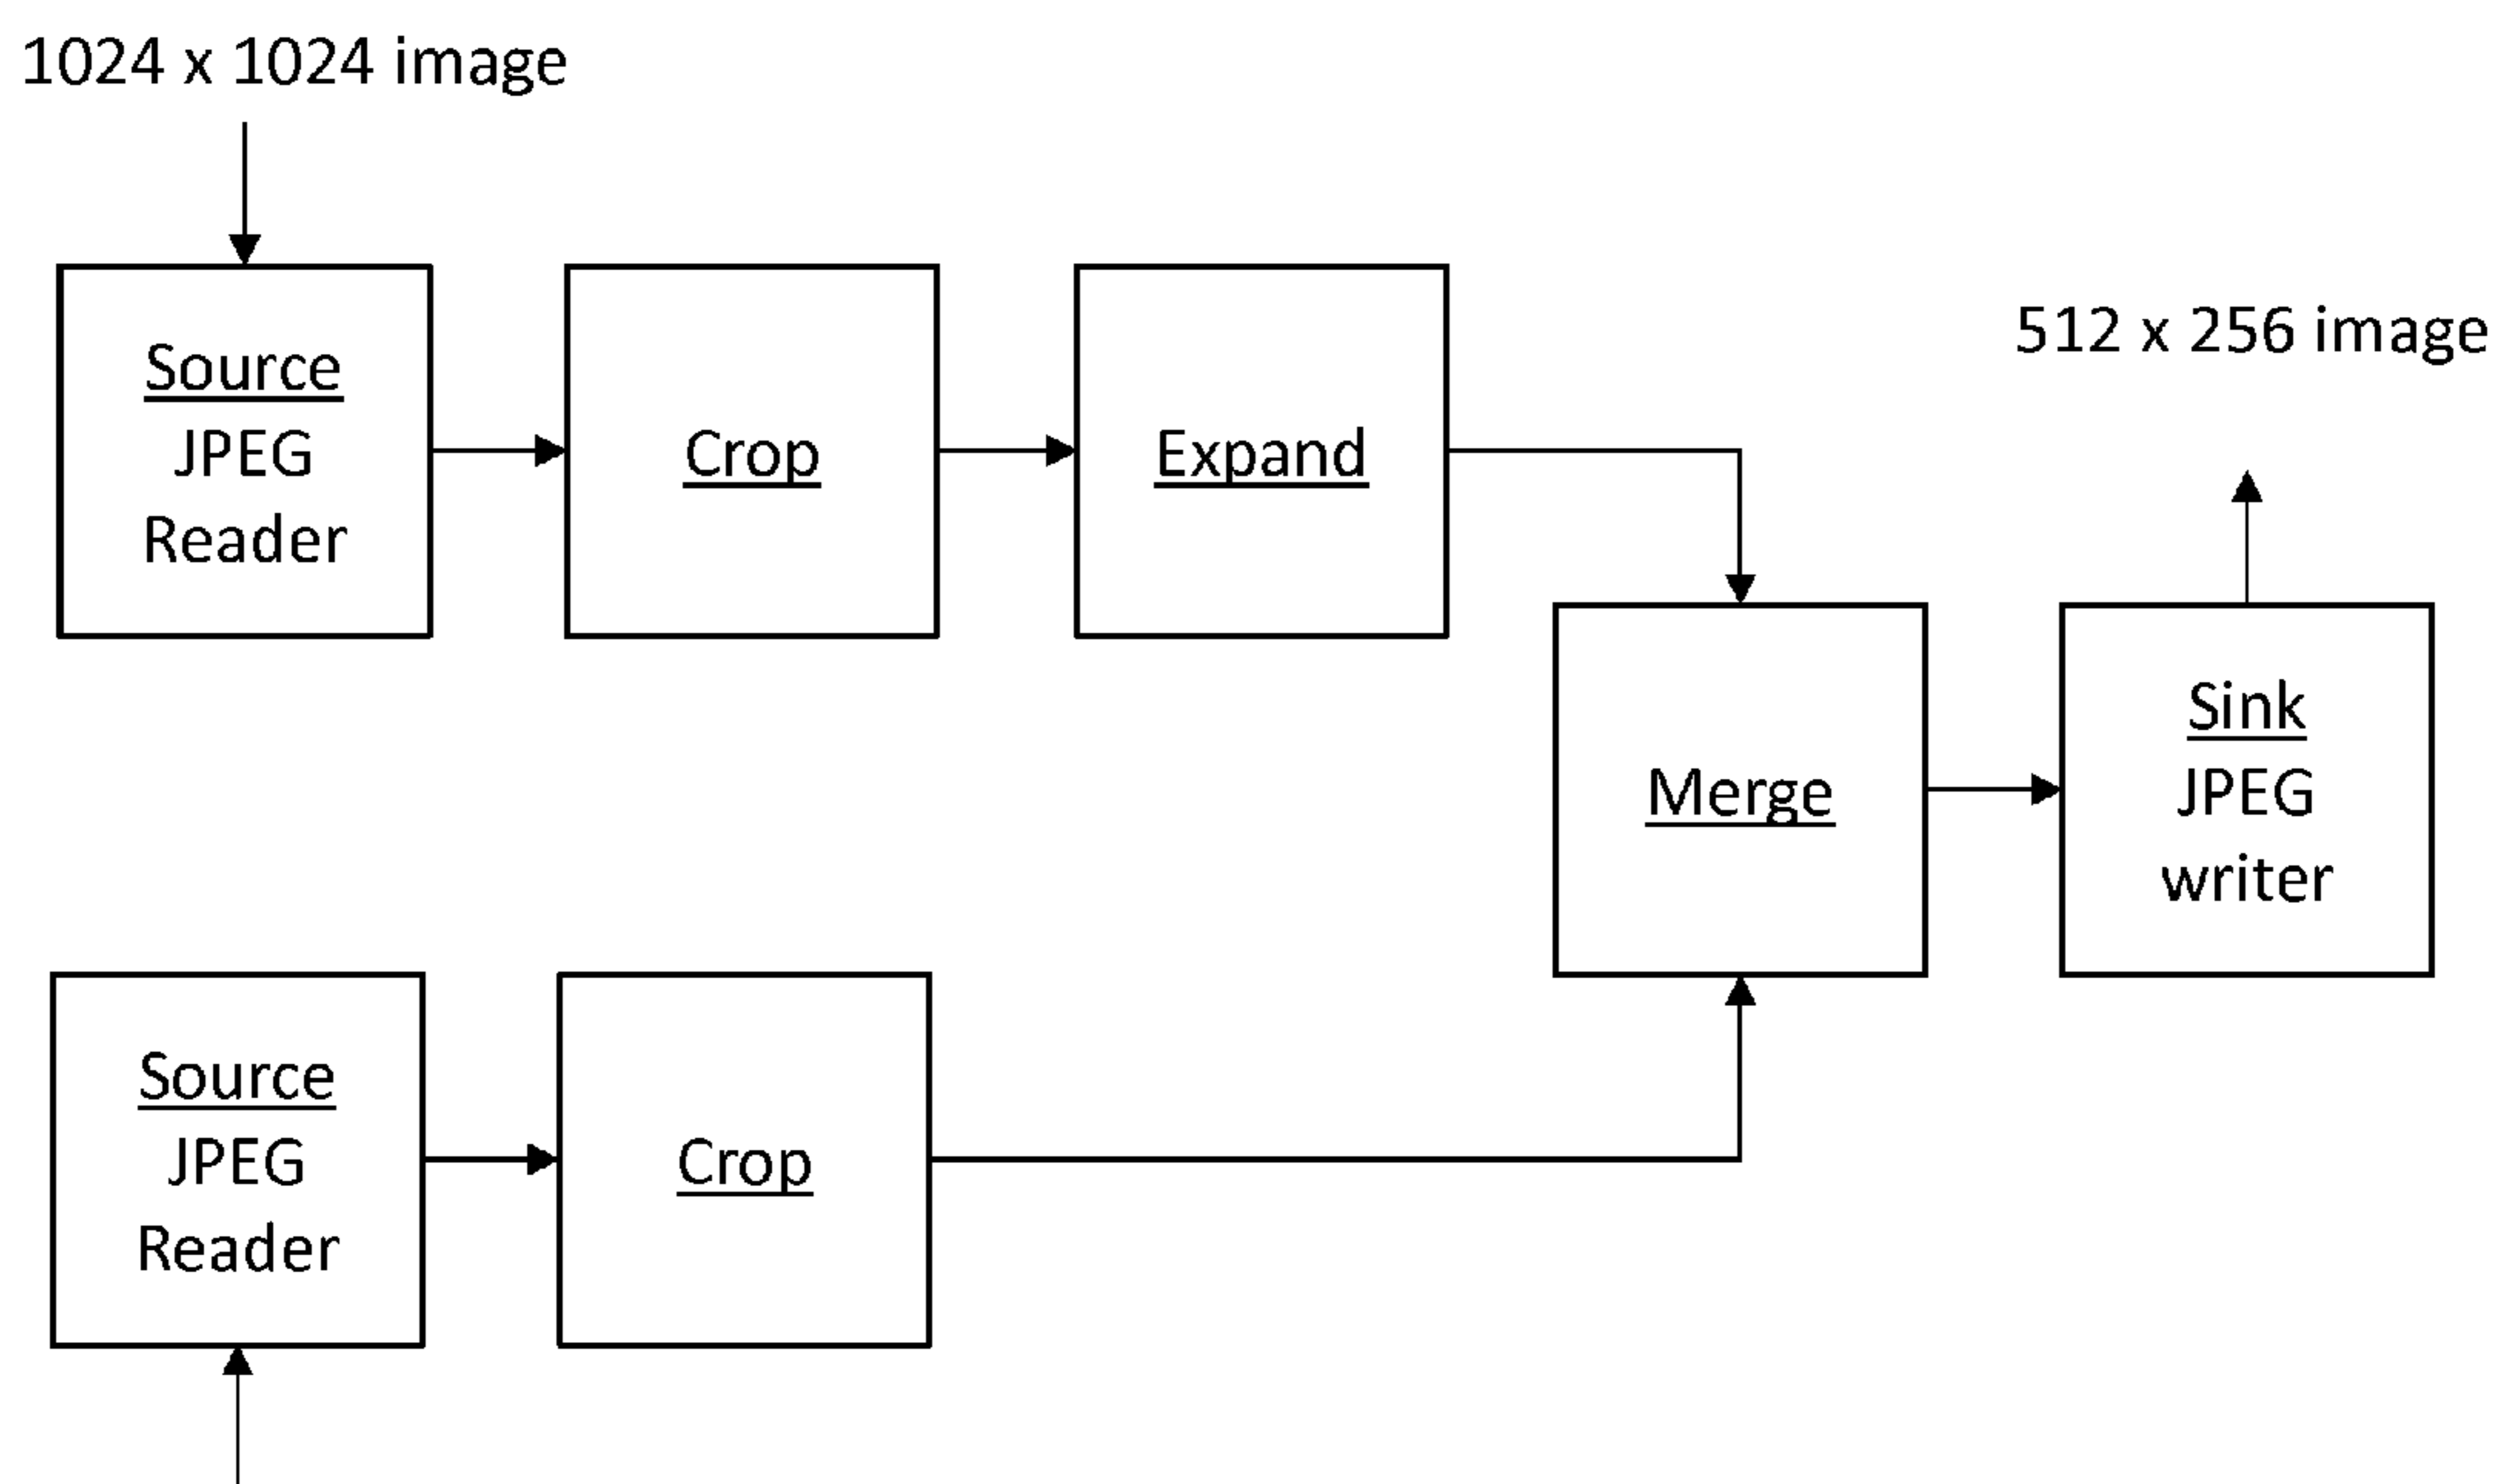 1024 x 1024 image
Source
JPEG
Reader
Crop
Expand
512 x 256 image
Merge
Sink
JPEG
writer
Source
JPEG
Reader
Crop